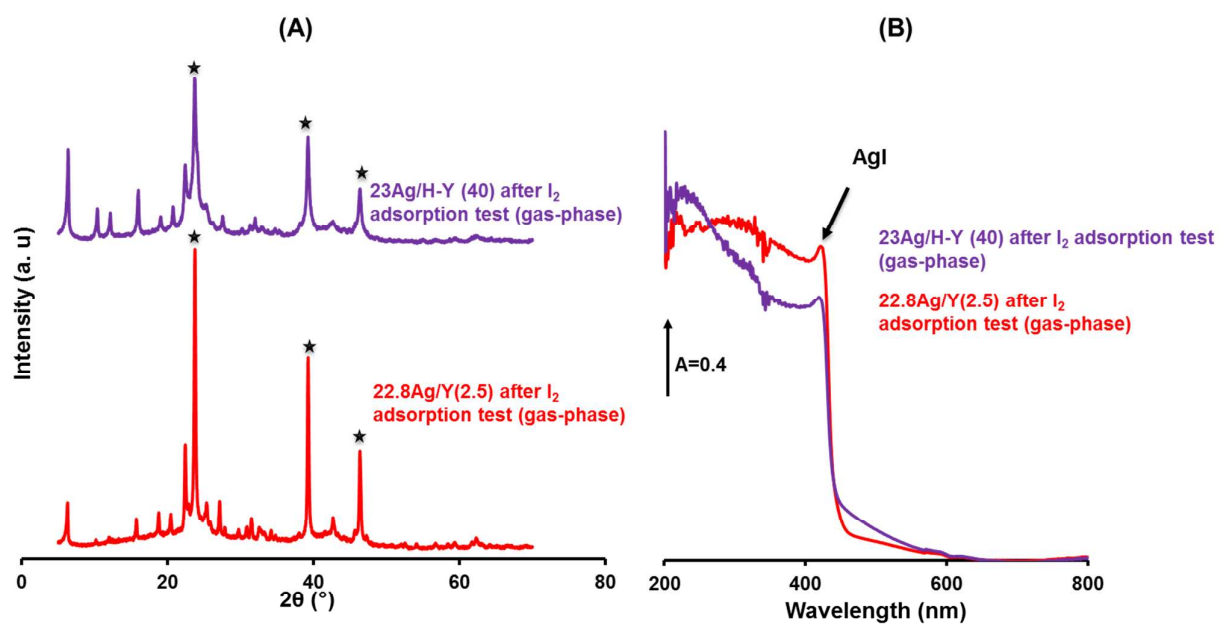 (A)
Intensity (a. u)
23Ag/H-Y (40) after I₂
adsorption test (gas-phase)
22.8Ag/Y(2.5) after I₂
adsorption test (gas-phase)
0
20
40
60
80
2θ (°)
(B)
AgI
23Ag/H-Y (40) after I₂ adsorption test
(gas-phase)
22.8Ag/Y(2.5) after I₂
adsorption test (gas-phase)
A=0.4
200
400
600
800
Wavelength (nm)